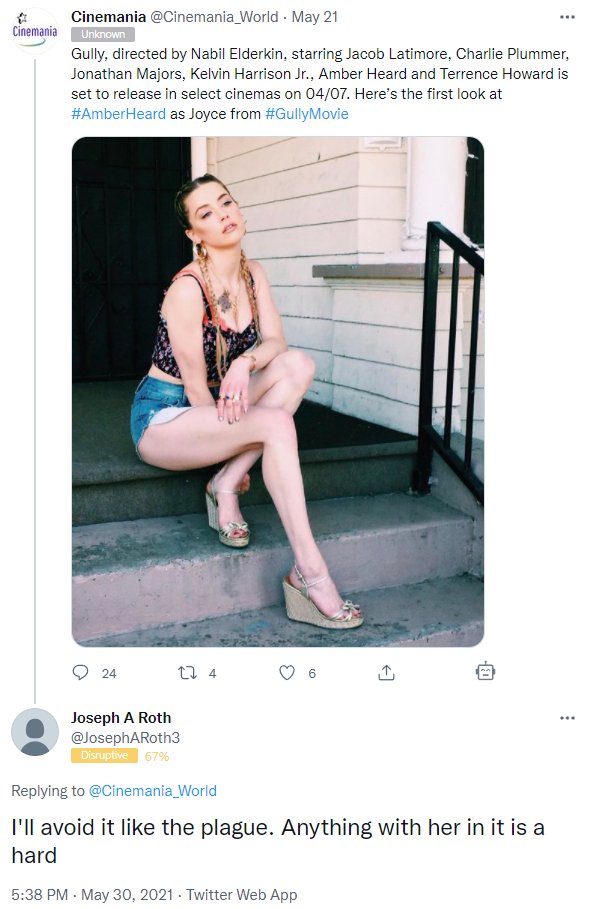 Cinemania @Cinemania_World · May 21
Cinemania
Unknown
Gully, directed by Nabil Elderkin, starring Jacob Latimore, Charlie Plummer,
Jonathan Majors, Kelvin Harrison Jr., Amber Heard and Terrence Howard is
set to release in select cinemas on 04/07. Here’s the first look at
#AmberHeard as Joyce from #GullyMovie
24 4 6
Joseph A Roth
@JosephARoth3
Disruptive 67%
Replying to @Cinemania_World
I'll avoid it like the plague. Anything with her in it is a
hard
5:38 PM · May 30, 2021 · Twitter Web App